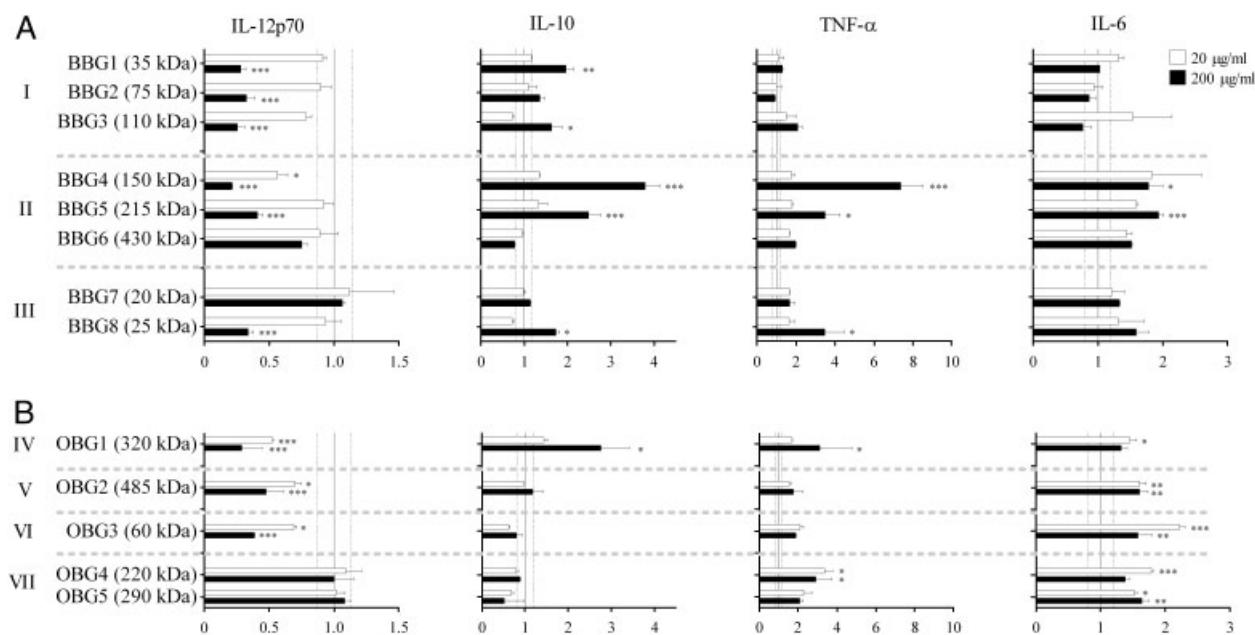 A
IL-12p70 IL-10 TNF-α IL-6
20 µg/ml
200 µg/ml
I
BBG1 (35 kDa) *** **
BBG2 (75 kDa) ***
BBG3 (110 kDa) *** *
II
BBG4 (150 kDa) * *** *** *** *
BBG5 (215 kDa) *** *** * ***
BBG6 (430 kDa)
III
BBG7 (20 kDa)
BBG8 (25 kDa) *** * *
0 0.5 1.0 1.5 0 1 2 3 4 0 2 4 6 8 10 0 1 2 3
B
IV OBG1 (320 kDa) *** *** * * *
V OBG2 (485 kDa) * *** ** **
VI OBG3 (60 kDa) * *** *** **
VII
OBG4 (220 kDa) * * ***
OBG5 (290 kDa) * **
0 0.5 1.0 1.5 0 1 2 3 4 0 2 4 6 8 10 0 1 2 3